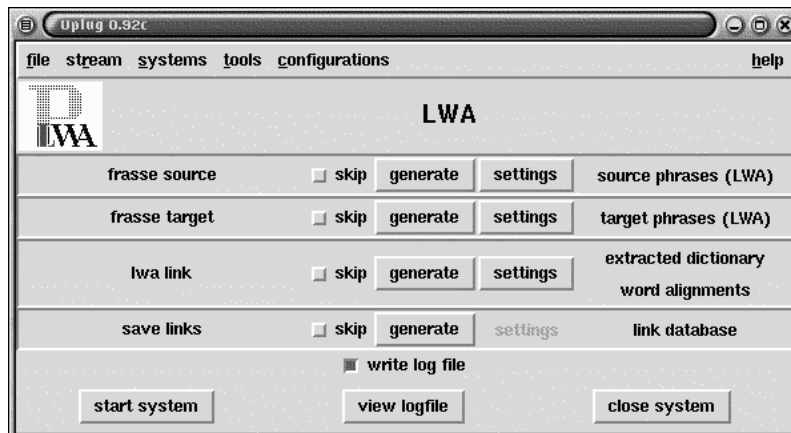 Uplug 0.92c
file stream systems tools configurations help
PLWA
LWA
frasse source skip generate settings source phrases (LWA)
frasse target skip generate settings target phrases (LWA)
lwa link skip generate settings extracted dictionary
word alignments
save links skip generate settings link database
write log file
start system view logfile close system